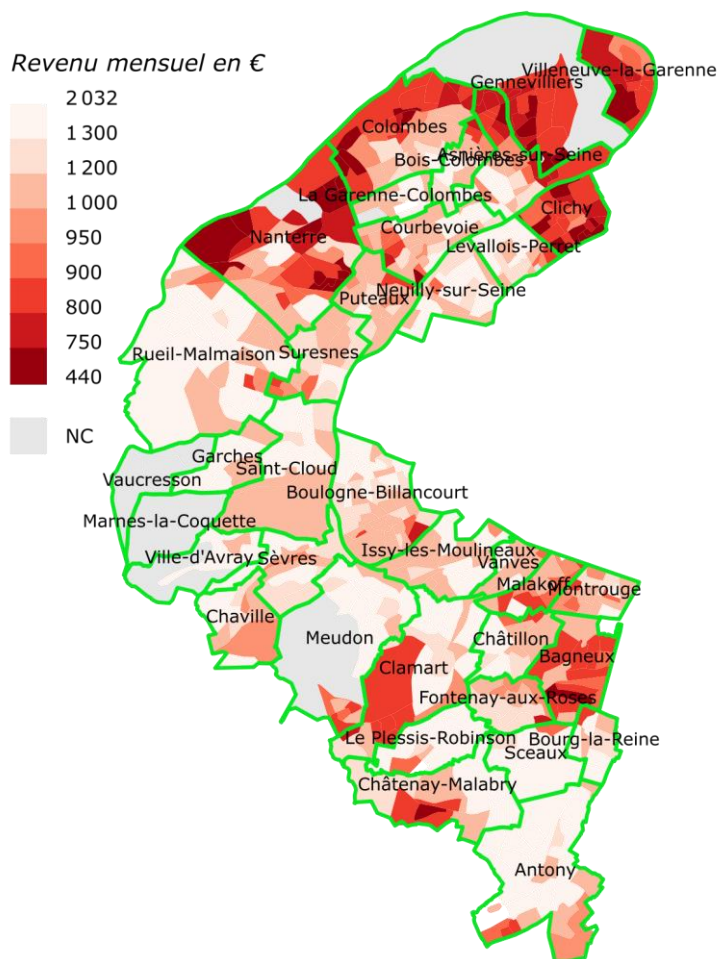 Revenu mensuel en €
2 032
1 300
1 200
1 000
950
900
800
750
440
NC
Villeneuve-la-Garenne
Gennevilliers
Colombes
Asnières-sur-Seine
Bois-Colombes
La Garenne-Colombes
Clichy
Courbevoie
Nanterre
Levallois-Perret
Neuilly-sur-Seine
Puteaux
Rueil-Malmaison
Suresnes
Garches
Saint-Cloud
Vaucresson
Boulogne-Billancourt
Marnes-la-Coquette
Issy-les-Moulineaux
Ville-d'Avray
Sèvres
Vanves
Malakoff
Montrouge
Chaville
Meudon
Châtillon
Bagneux
Clamart
Fontenay-aux-Roses
Le Plessis-Robinson
Bourg-la-Reine
Sceaux
Châtenay-Malabry
Antony